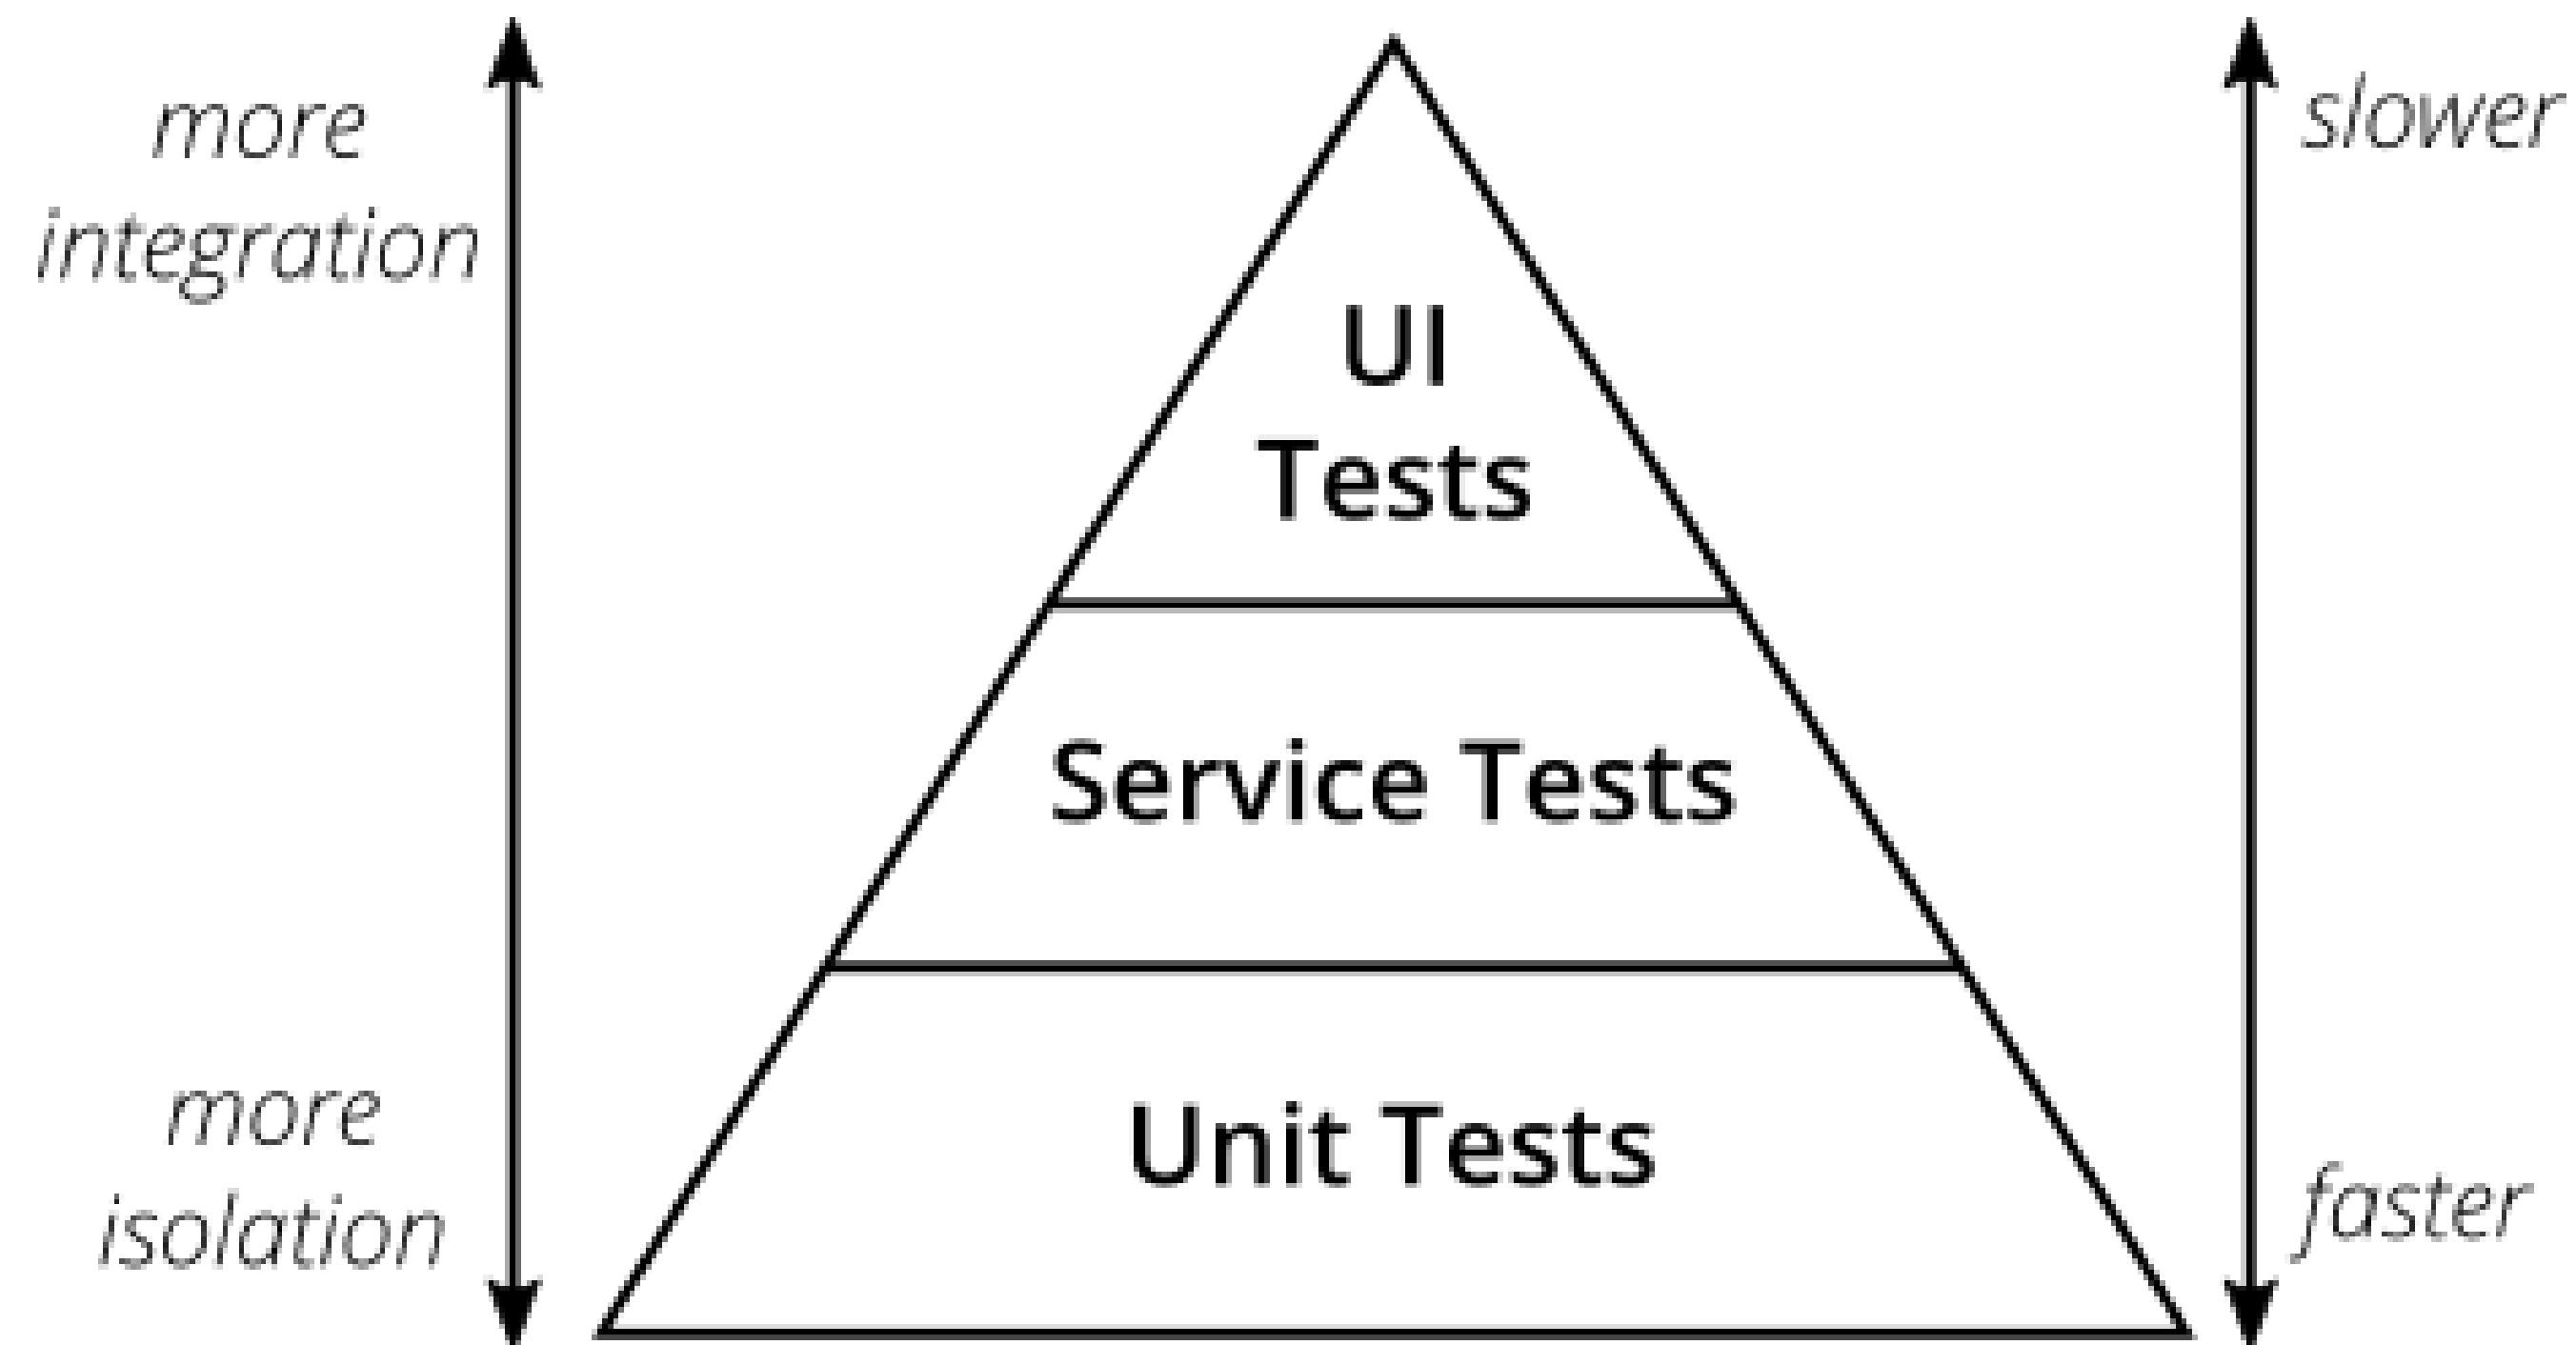 more
integration
slower
UI
Tests
Service Tests
Unit Tests
more
isolation
faster